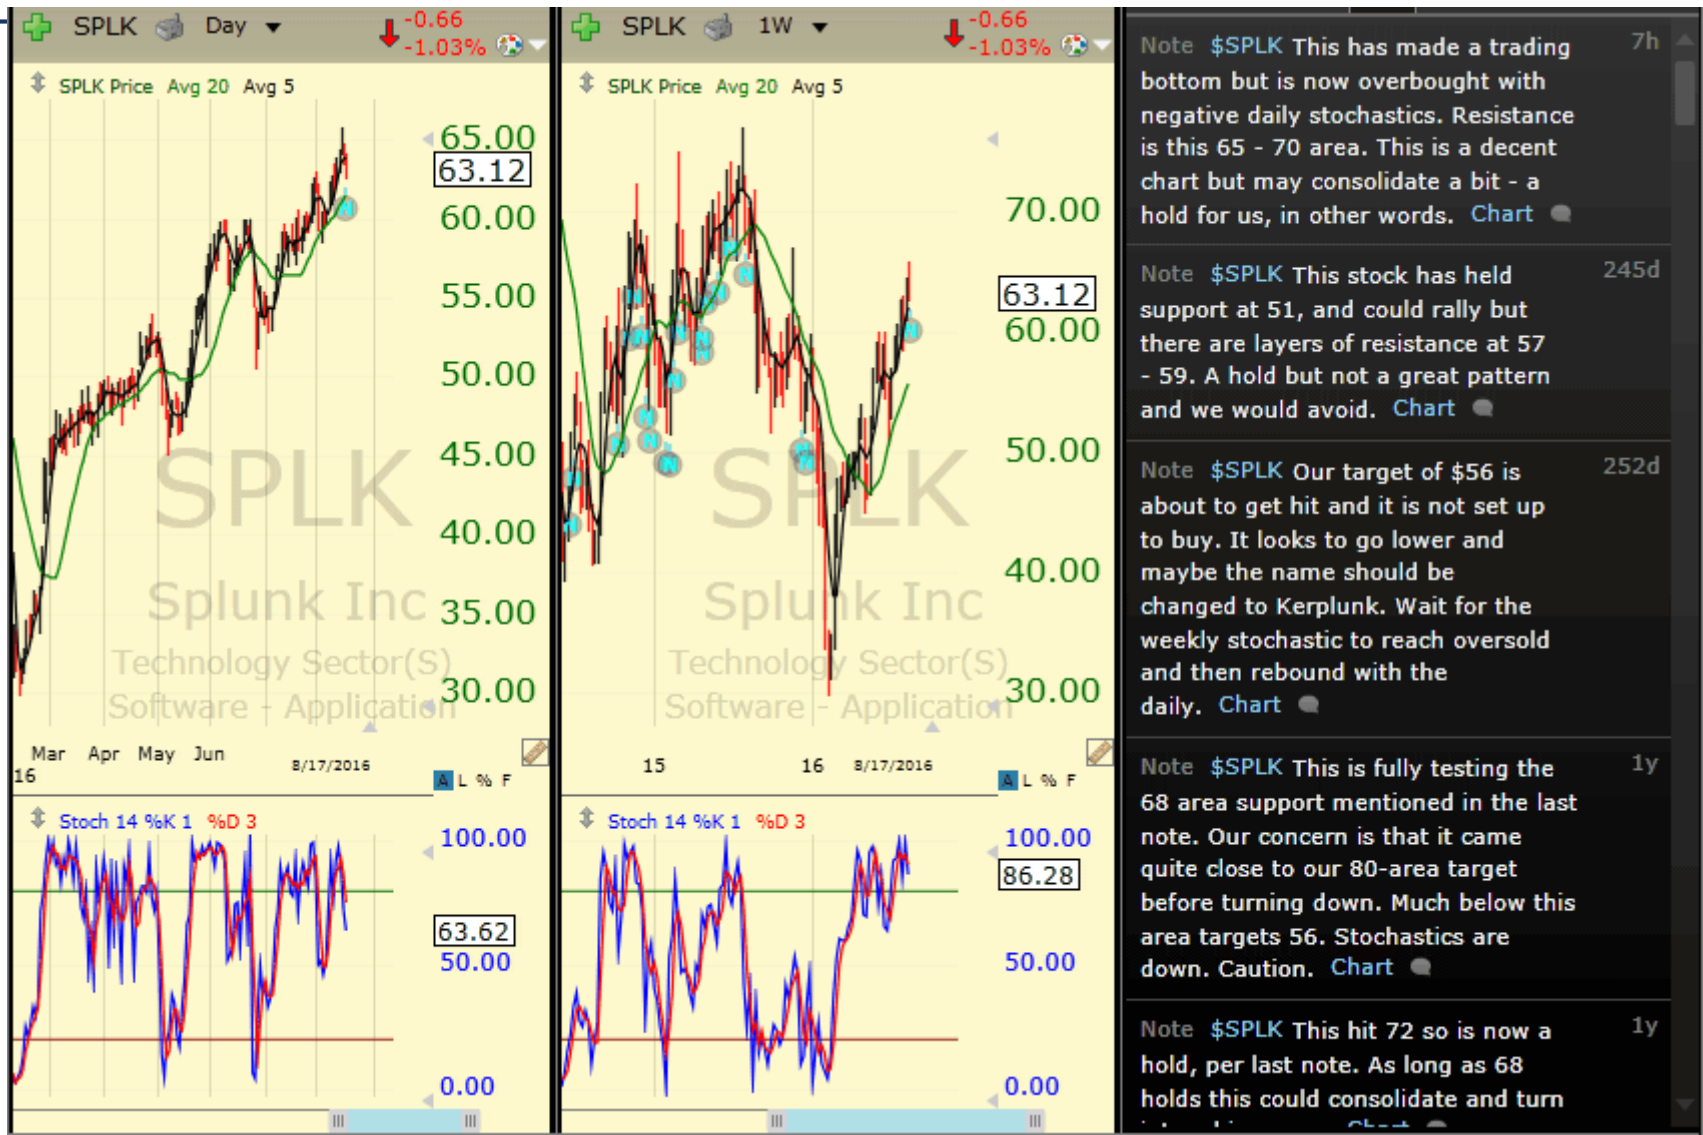 SPLK Day -0.66
-1.03%
SPLK Price Avg 20 Avg 5
65.00
63.12
60.00
55.00
50.00
45.00
40.00
35.00
30.00
N
SPLK
Splunk Inc
Technology Sector(S)
Software - Application
Mar Apr May Jun
16
8/17/2016
A L % F
Stoch 14 %K 1 %D 3
100.00
63.62
50.00
0.00
SPLK 1W -0.66
-1.03%
SPLK Price Avg 20 Avg 5
70.00
63.12
60.00
50.00
40.00
30.00
SPLK
Splunk Inc
Technology Sector(S)
Software - Application
15 16 8/17/2016
A L % F
Stoch 14 %K 1 %D 3
100.00
86.28
50.00
0.00
Note $SPLK This has made a trading 7h
bottom but is now overbought with
negative daily stochastics. Resistance
is this 65 - 70 area. This is a decent
chart but may consolidate a bit - a
hold for us, in other words. Chart
Note $SPLK This stock has held 245d
support at 51, and could rally but
there are layers of resistance at 57
- 59. A hold but not a great pattern
and we would avoid. Chart
Note $SPLK Our target of $56 is 252d
about to get hit and it is not set up
to buy. It looks to go lower and
maybe the name should be
changed to Kerplunk. Wait for the
weekly stochastic to reach oversold
and then rebound with the
daily. Chart
Note $SPLK This is fully testing the 1y
68 area support mentioned in the last
note. Our concern is that it came
quite close to our 80-area target
before turning down. Much below this
area targets 56. Stochastics are
down. Caution. Chart
Note $SPLK This hit 72 so is now a 1y
hold, per last note. As long as 68
holds this could consolidate and turn